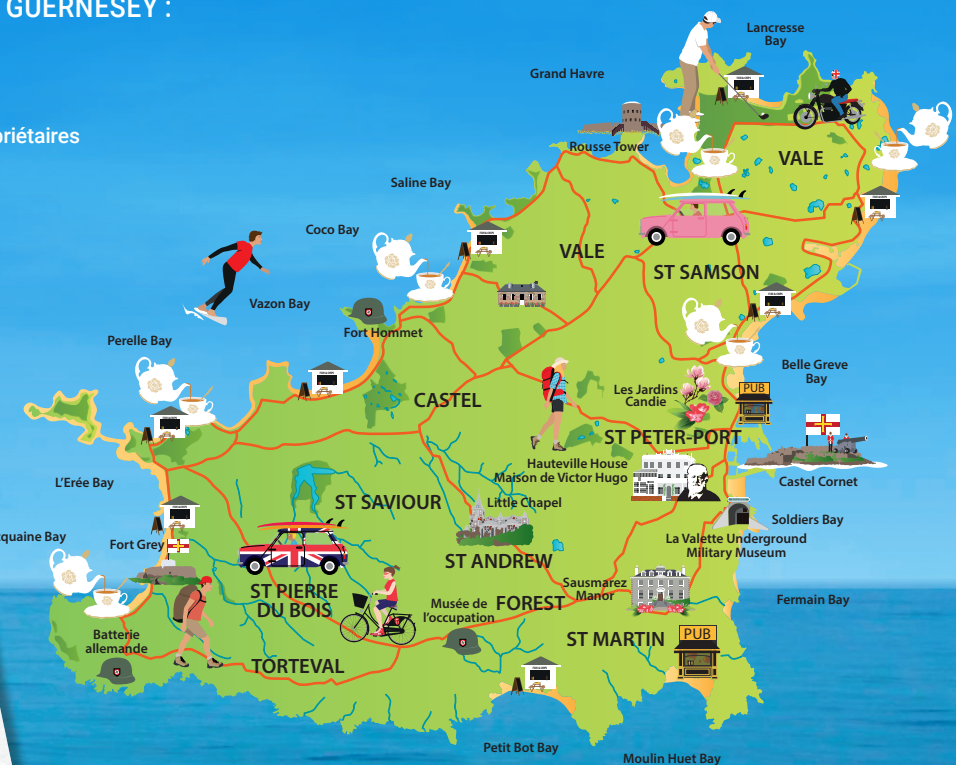 GUERNESEY :
Lancresse
Bay
Grand Havre
priétaires
Rousse Tower
VALE
Saline Bay
Coco Bay
VALE
ST SAMSON
Vazon Bay
Fort Hommet
Perelle Bay
Belle Greve
Bay
Les Jardins
Candie
PUB
CASTEL
ST PETER-PORT
Hauteville House
Maison de Victor Hugo
Castel Cornet
L'Erée Bay
ST SAVIOUR
Little Chapel
Soldiers Bay
cquaine Bay
Fort Grey
La Valette Underground
Military Museum
ST ANDREW
ST PIERRE
DU BOIS
Sausmarez
Manor
Musée de
l'occupation
FOREST
Fermain Bay
Batterie
allemande
ST MARTIN
PUB
TORTEVAL
Petit Bot Bay
Moulin Huet Bay